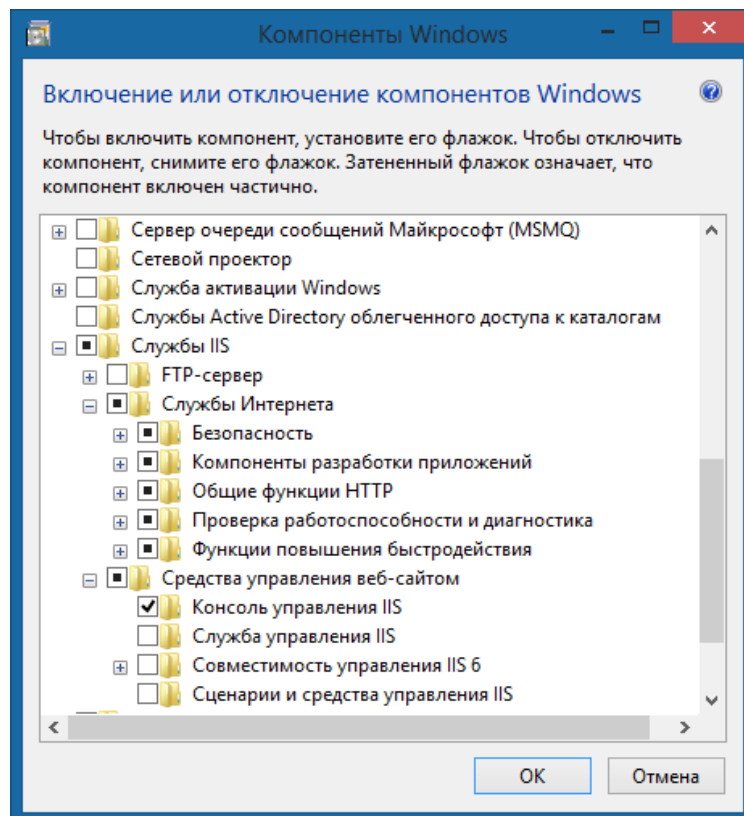 Компоненты Windows
Включение или отключение компонентов Windows
Чтобы включить компонент, установите его флажок. Чтобы отключить
компонент, снимите его флажок. Затененный флажок означает, что
компонент включен частично.
Сервер очереди сообщений Майкрософт (MSMQ)
Сетевой проектор
Служба активации Windows
Службы Active Directory облегченного доступа к каталогам
Службы IIS
FTP-сервер
Службы Интернета
Безопасность
Компоненты разработки приложений
Общие функции HTTP
Проверка работоспособности и диагностика
Функции повышения быстродействия
Средства управления веб-сайтом
Консоль управления IIS
Служба управления IIS
Совместимость управления IIS 6
Сценарии и средства управления IIS
ОК
Отмена